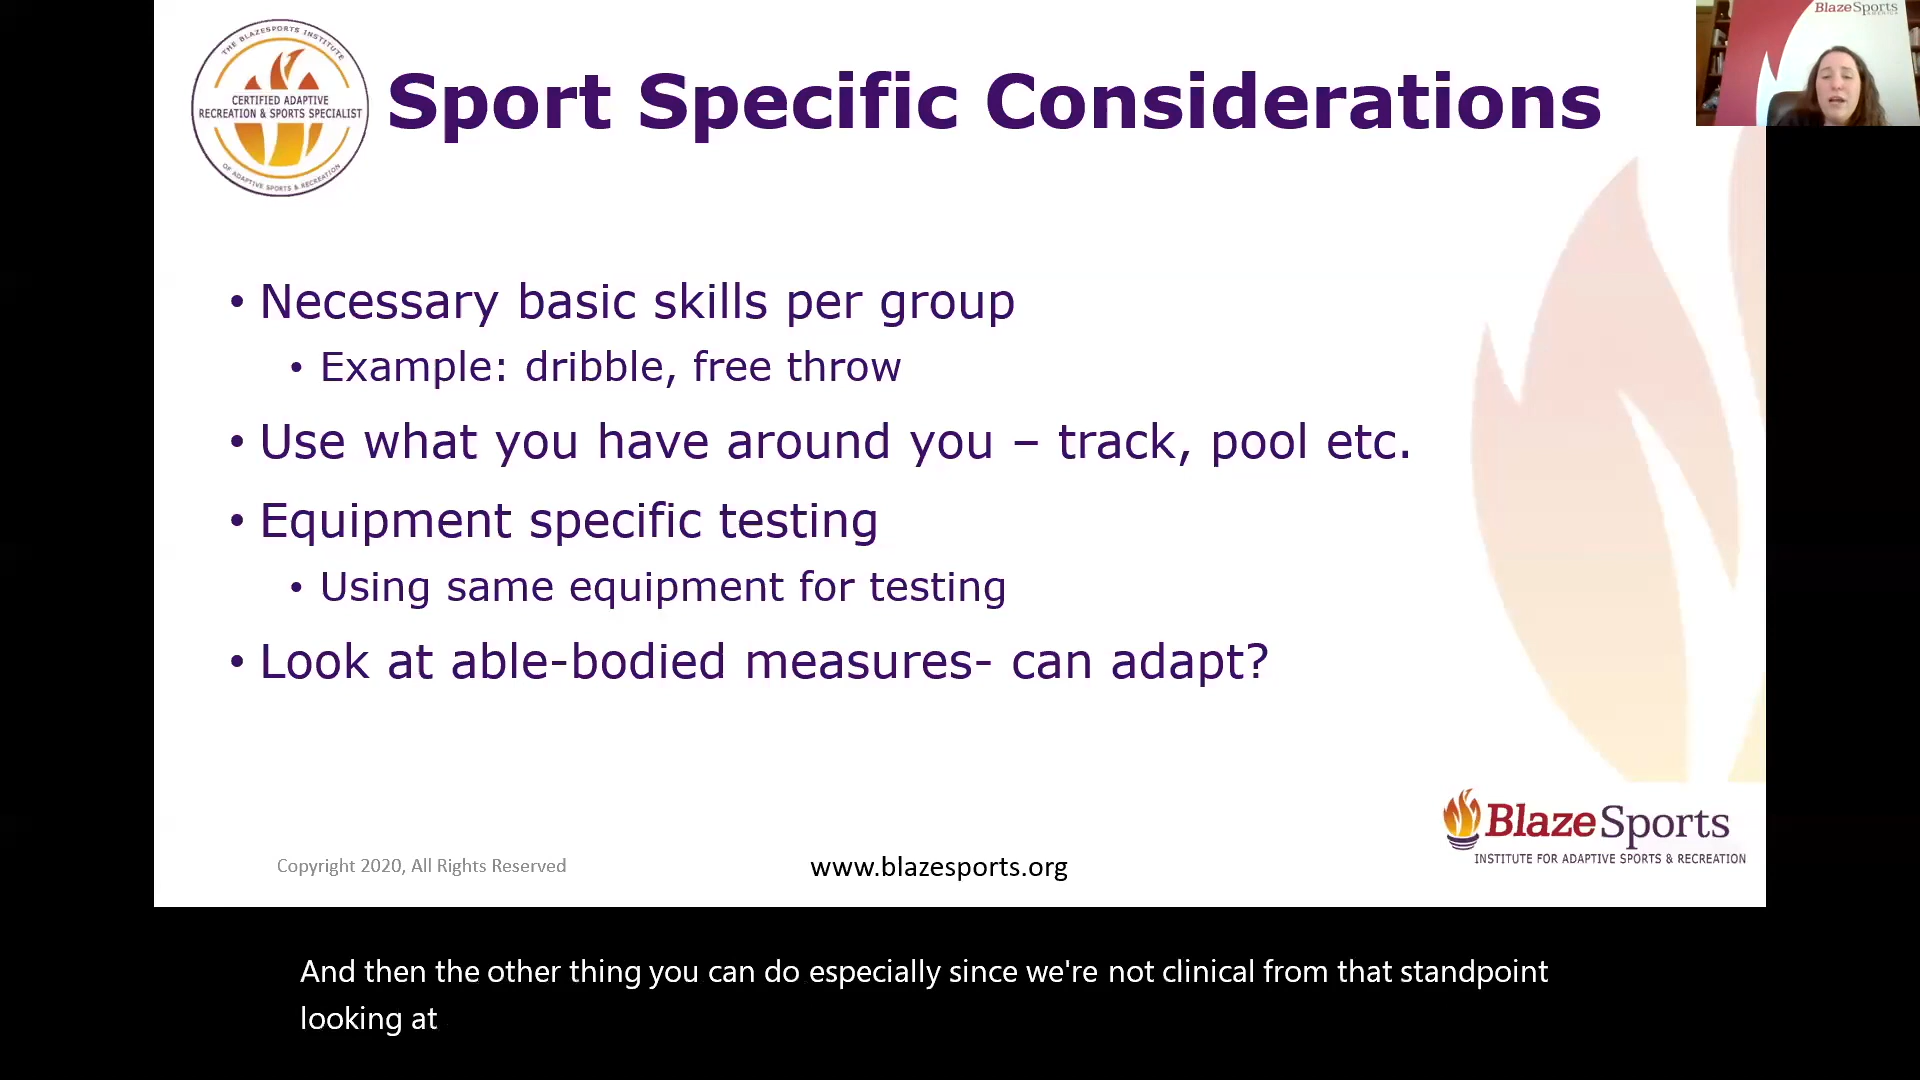 THE BLAZESPORTS INSTITUTE
CERTIFIED ADAPTIVE
RECREATION & SPORTS SPECIALIST
OF ADAPTIVE SPORTS & RECREATION
Sport Specific Considerations
BlazeSports
AMERICA
• Necessary basic skills per group
• Example: dribble, free throw
• Use what you have around you – track, pool etc.
• Equipment specific testing
• Using same equipment for testing
• Look at able-bodied measures- can adapt?
BlazeSports
INSTITUTE FOR ADAPTIVE SPORTS & RECREATION
Copyright 2020, All Rights Reserved
www.blazesports.org
And then the other thing you can do especially since we're not clinical from that standpoint
looking at